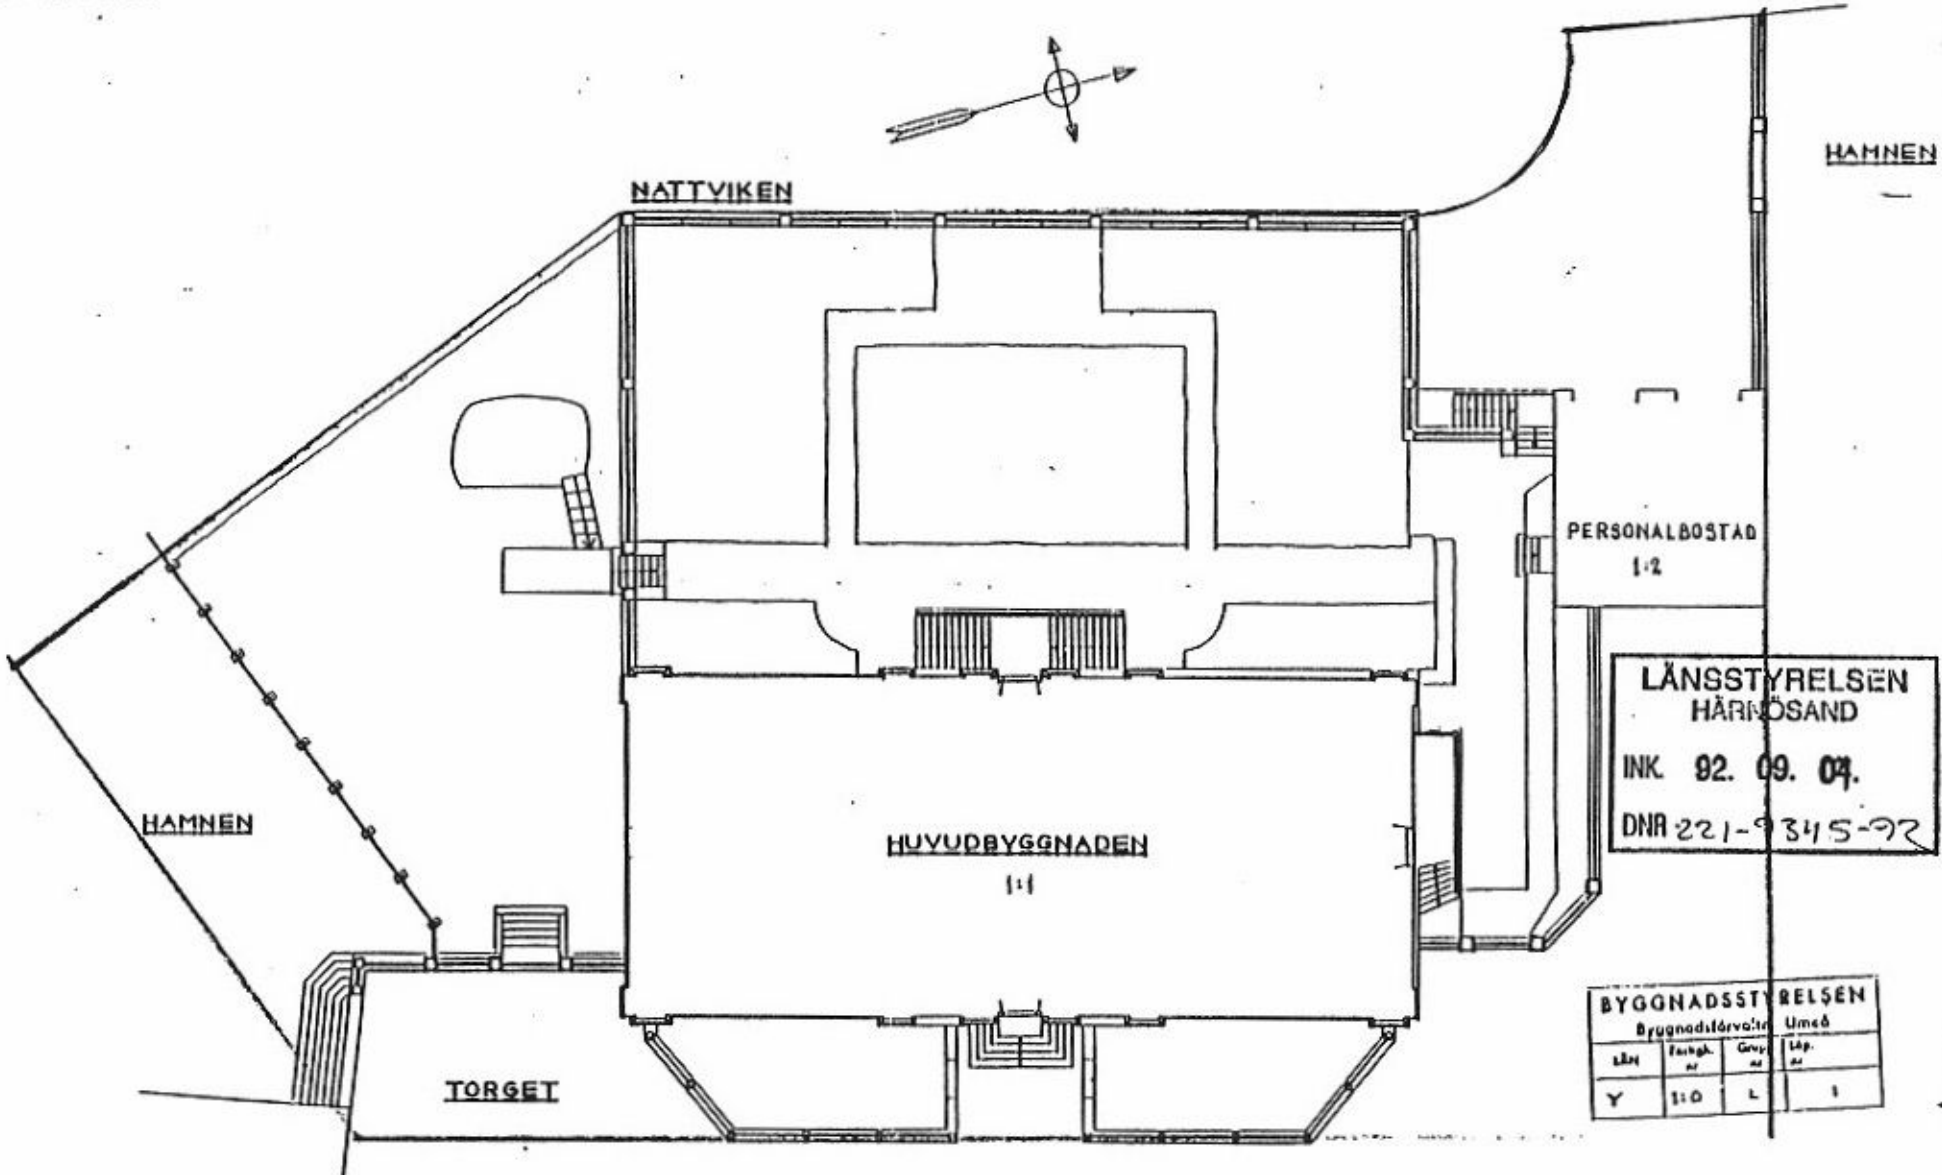 NATTVIKEN
HAMNEN
PERSONALBOSTAD
1:2
LÄNSSTYRELSEN
HÄRNÖSAND
INK. 92. 09. 04.
DNR 221-9345-92
HAMNEN
HUVUDBYGGNADEN
1:1
TORGET
BYGGNADSSTYRELSEN
Byggnadsförvaltn Umeå
LÄN
Y 1:0 L 1